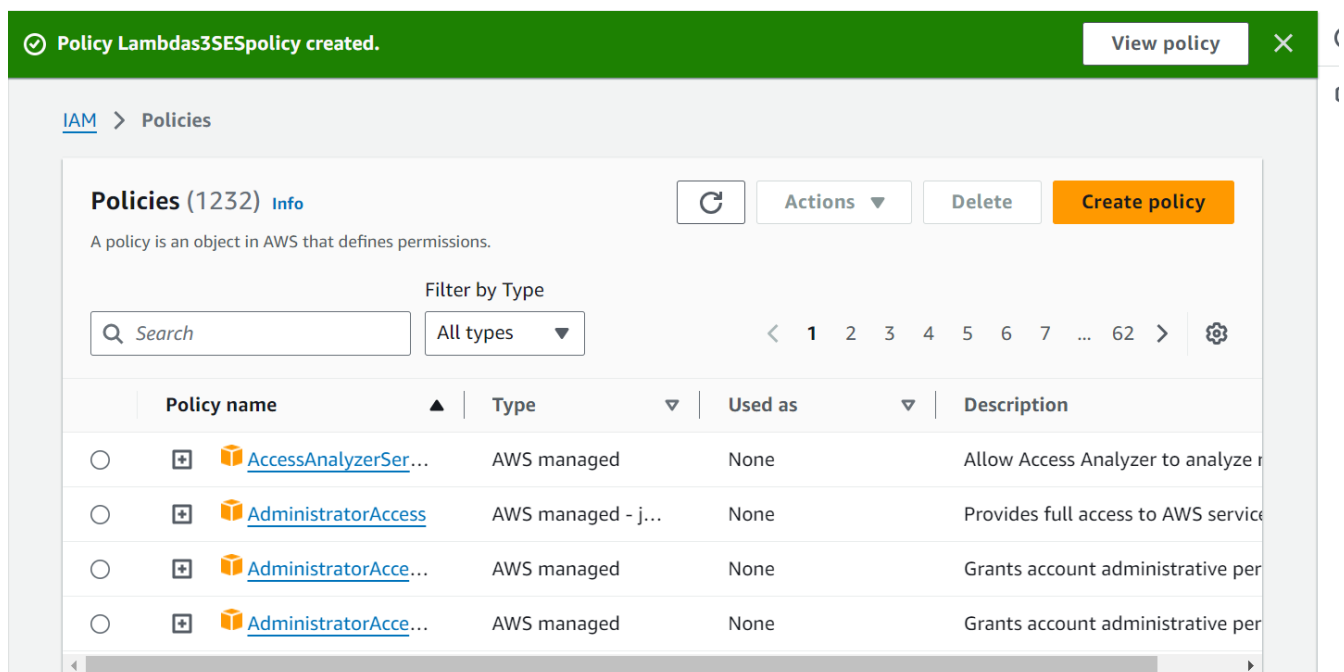 Policy Lambdas3SESpolicy created.
View policy
IAM > Policies
Policies (1232) Info
Actions
Delete
Create policy
A policy is an object in AWS that defines permissions.
Filter by Type
Search
All types
1 2 3 4 5 6 7 ... 62
Policy name Type Used as Description
AccessAnalyzerSer... AWS managed None Allow Access Analyzer to analyze
AdministratorAccess AWS managed - j... None Provides full access to AWS service
AdministratorAcce... AWS managed None Grants account administrative per
AdministratorAcce... AWS managed None Grants account administrative per